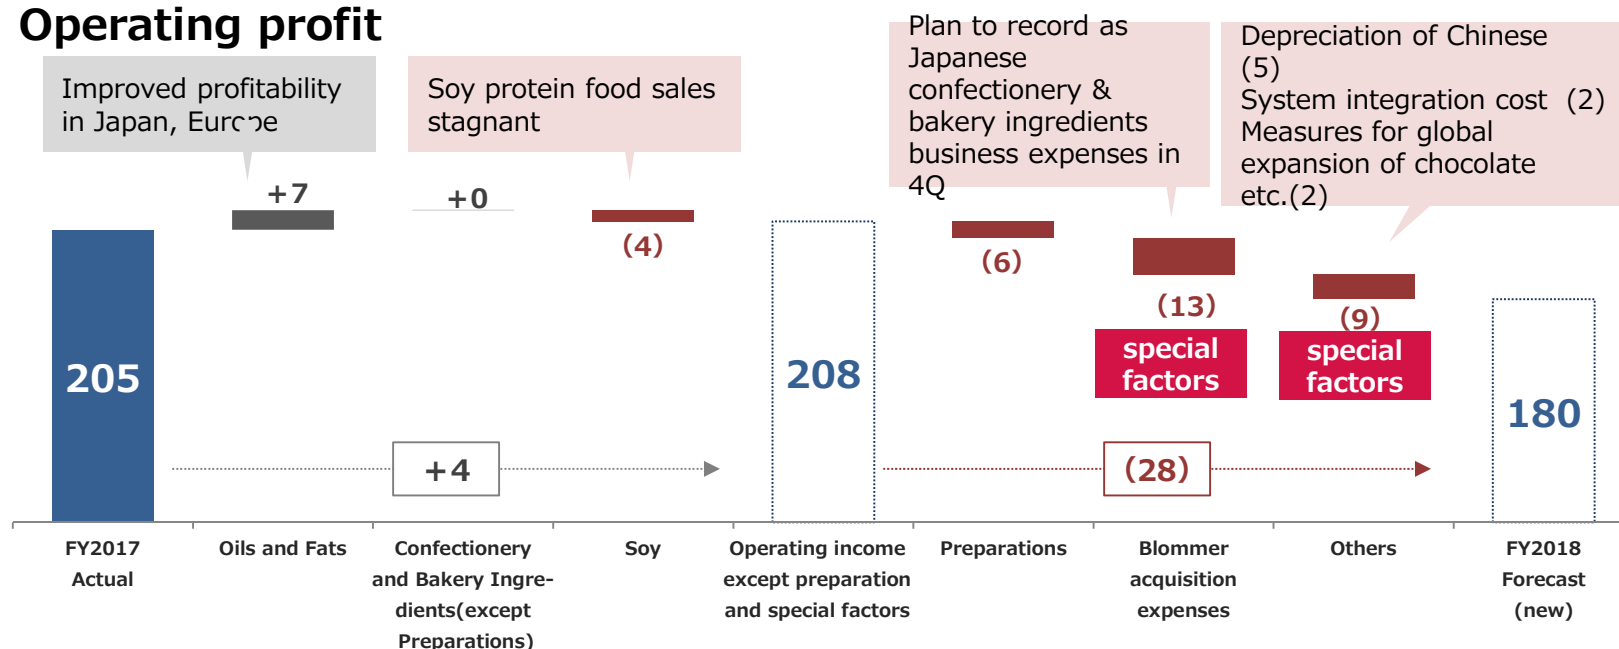 Operating profit
Improved profitability
in Japan, Europe
Soy protein food sales
stagnant
Plan to record as
Japanese
confectionery &
bakery ingredients
business expenses in
4Q
Depreciation of Chinese
(5)
System integration cost (2)
Measures for global
expansion of chocolate
etc.(2)
+7
+0
(4)
(6)
(13)
(9)
special
factors
special
factors
205
208
180
+4
(28)
FY2017
Actual
Oils and Fats
Confectionery
and Bakery Ingre-
dients(except
Preparations)
Soy
Operating income
except preparation
and special factors
Preparations
Blommer
acquisition
expenses
Others
FY2018
Forecast
(new)